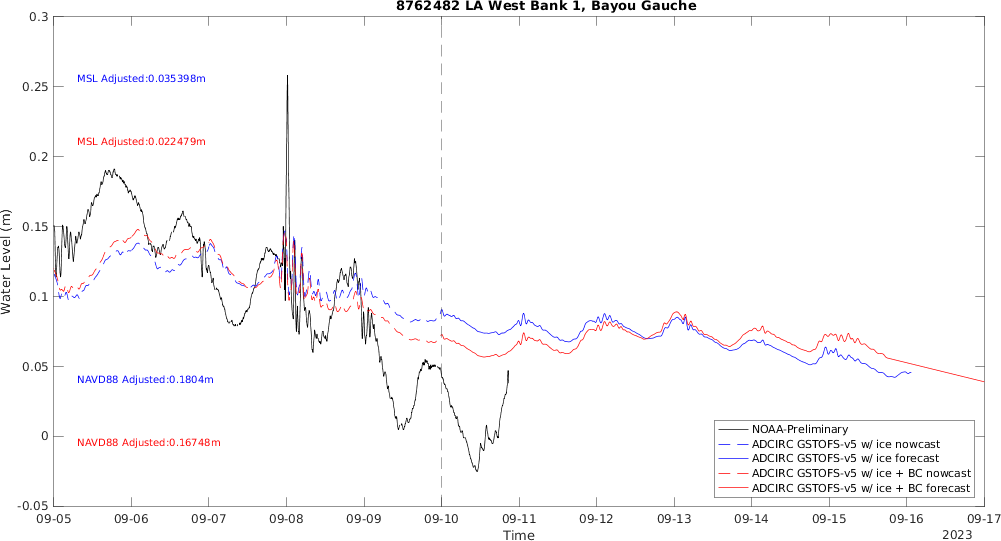 8762482 LA West Bank 1, Bayou Gauche
0.3
0.25
0.2
0.15
0.1
0.05
0
-0.05
Water Level (m)
MSL Adjusted:0.035398m
MSL Adjusted:0.022479m
NAVD88 Adjusted:0.1804m
NAVD88 Adjusted:0.16748m
NOAA-Preliminary
ADCIRC GSTOFS-v5 w/ ice nowcast
ADCIRC GSTOFS-v5 w/ ice forecast
ADCIRC GSTOFS-v5 w/ ice + BC nowcast
ADCIRC GSTOFS-v5 w/ ice + BC forecast
09-05 09-06 09-07 09-08 09-09 09-10 09-11 09-12 09-13 09-14 09-15 09-16 09-17
Time
2023